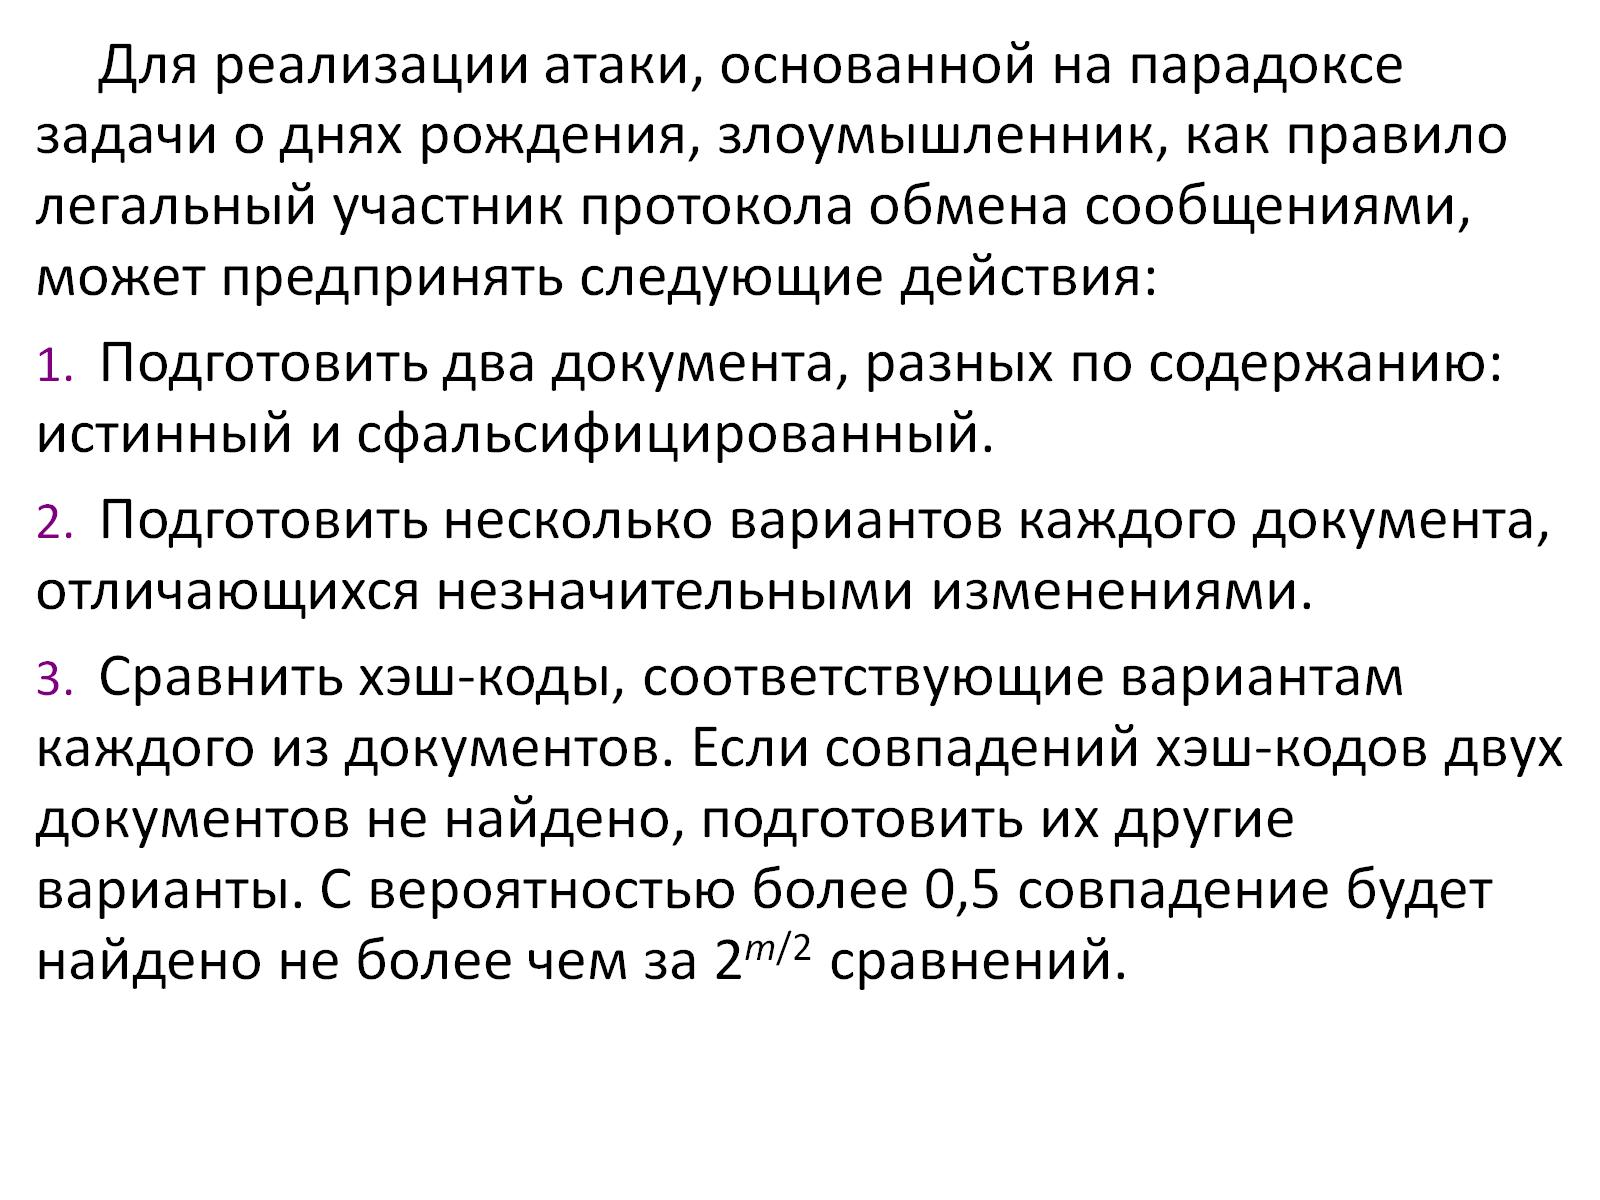 Для реализации атаки, основанной на парадоксе
задачи о днях рождения, злоумышленник, как правило
легальный участник протокола обмена сообщениями,
может предпринять следующие действия:
1. Подготовить два документа, разных по содержанию:
истинный и сфальсифицированный.
2. Подготовить несколько вариантов каждого документа,
отличающихся незначительными изменениями.
3. Сравнить хэш-коды, соответствующие вариантам
каждого из документов. Если совпадений хэш-кодов двух
документов не найдено, подготовить их другие
варианты. С вероятностью более 0,5 совпадение будет
найдено не более чем за 2^m/2 сравнений.